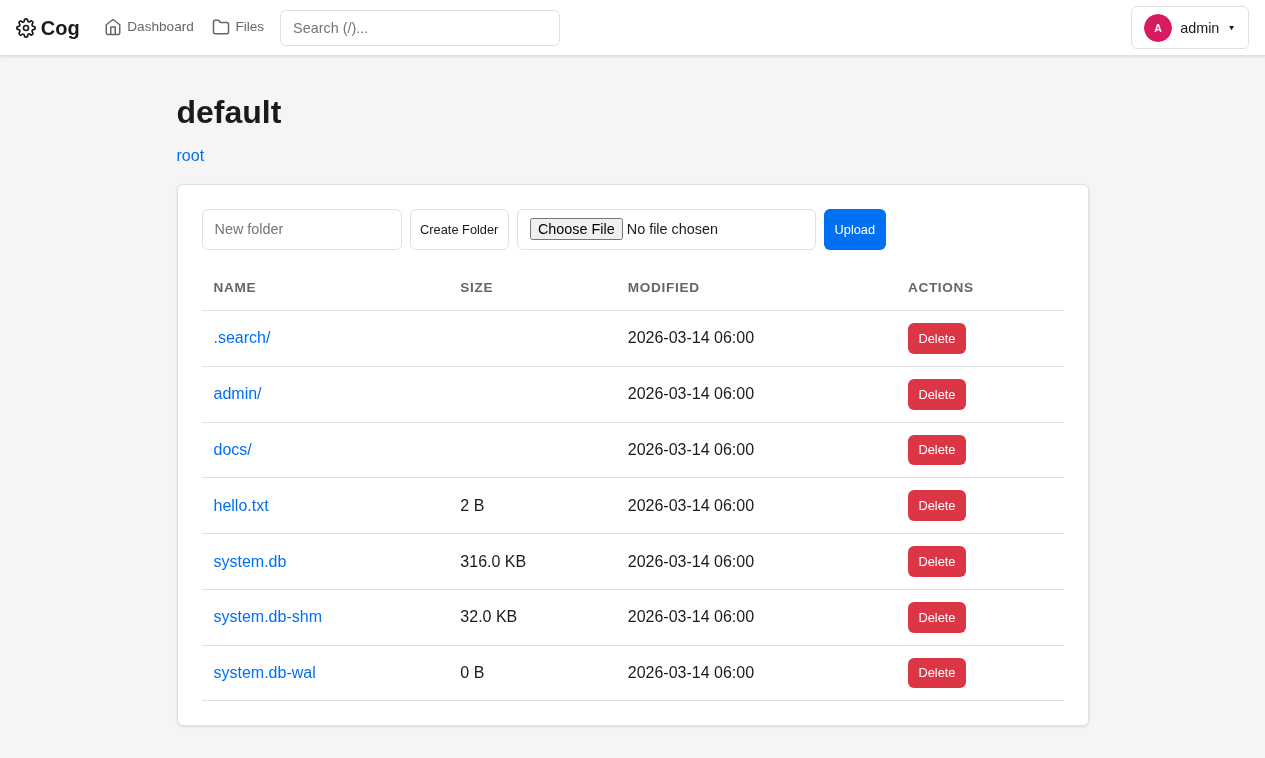 Cog Dashboard Files Search (/)... A admin ▾
default
root
New folder Create Folder Choose File No file chosen Upload
NAME SIZE MODIFIED ACTIONS
.search/ 2026-03-14 06:00 Delete
admin/ 2026-03-14 06:00 Delete
docs/ 2026-03-14 06:00 Delete
hello.txt 2 B 2026-03-14 06:00 Delete
system.db 316.0 KB 2026-03-14 06:00 Delete
system.db-shm 32.0 KB 2026-03-14 06:00 Delete
system.db-wal 0 B 2026-03-14 06:00 Delete